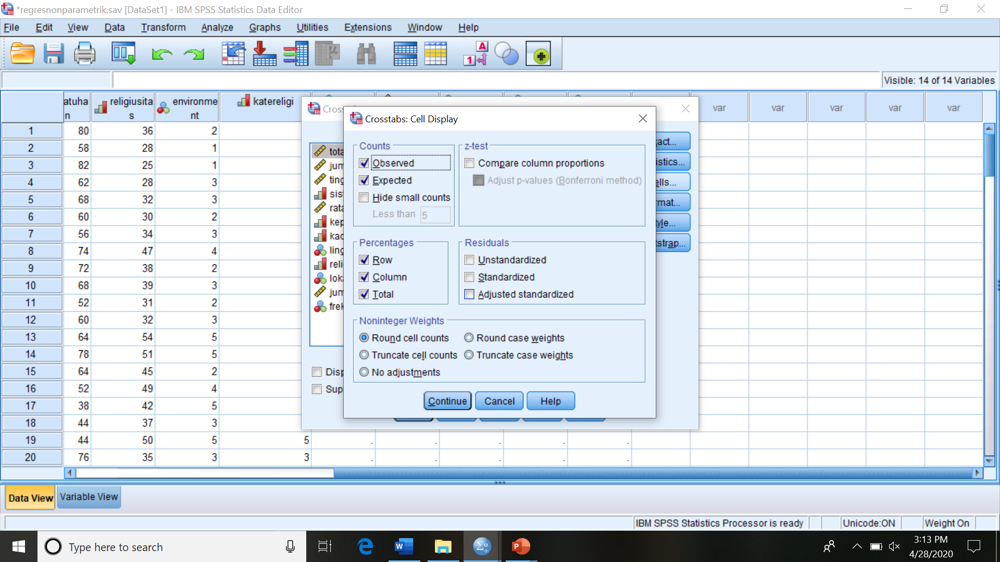 *regresnonparametrik.sav [DataSet1] - IBM SPSS Statistics Data Editor
File Edit View Data Transform Analyze Graphs Utilities Extensions Window Help
Visible: 14 of 14 Variables
atuha religiusita environme katereligi var var var var var
n s nt
1 80 36 2
2 58 28 1
3 82 25 1
4 62 28 3
5 68 32 3
6 60 30 2
7 56 34 3
8 74 47 4
9 72 38 2
10 68 39 3
11 52 31 2
12 60 32 3
13 64 54 5
14 78 51 5
15 64 45 2
16 52 49 4
17 38 42 5
18 44 37 3
19 44 50 5 5 . . . . .
20 76 35 3 3 . . . . .
Cross
tota
jum
ting
sist
rata
kep
kad
ling
reli
loka
jum
frek
Disp
Sup
xact...
istics...
ells...
rmat...
tyle...
tstrap...
Crosstabs: Cell Display
Counts
Observed
Expected
Hide small counts
Less than 5
z-test
Compare column proportions
Adjust p-values (Bonferroni method)
Percentages
Row
Column
Total
Residuals
Unstandardized
Standardized
Adjusted standardized
Noninteger Weights
Round cell counts Round case weights
Truncate cell counts Truncate case weights
No adjustments
Continue Cancel Help
Data View Variable View
IBM SPSS Statistics Processor is ready Unicode:ON Weight On
Type here to search
3:13 PM
4/28/2020